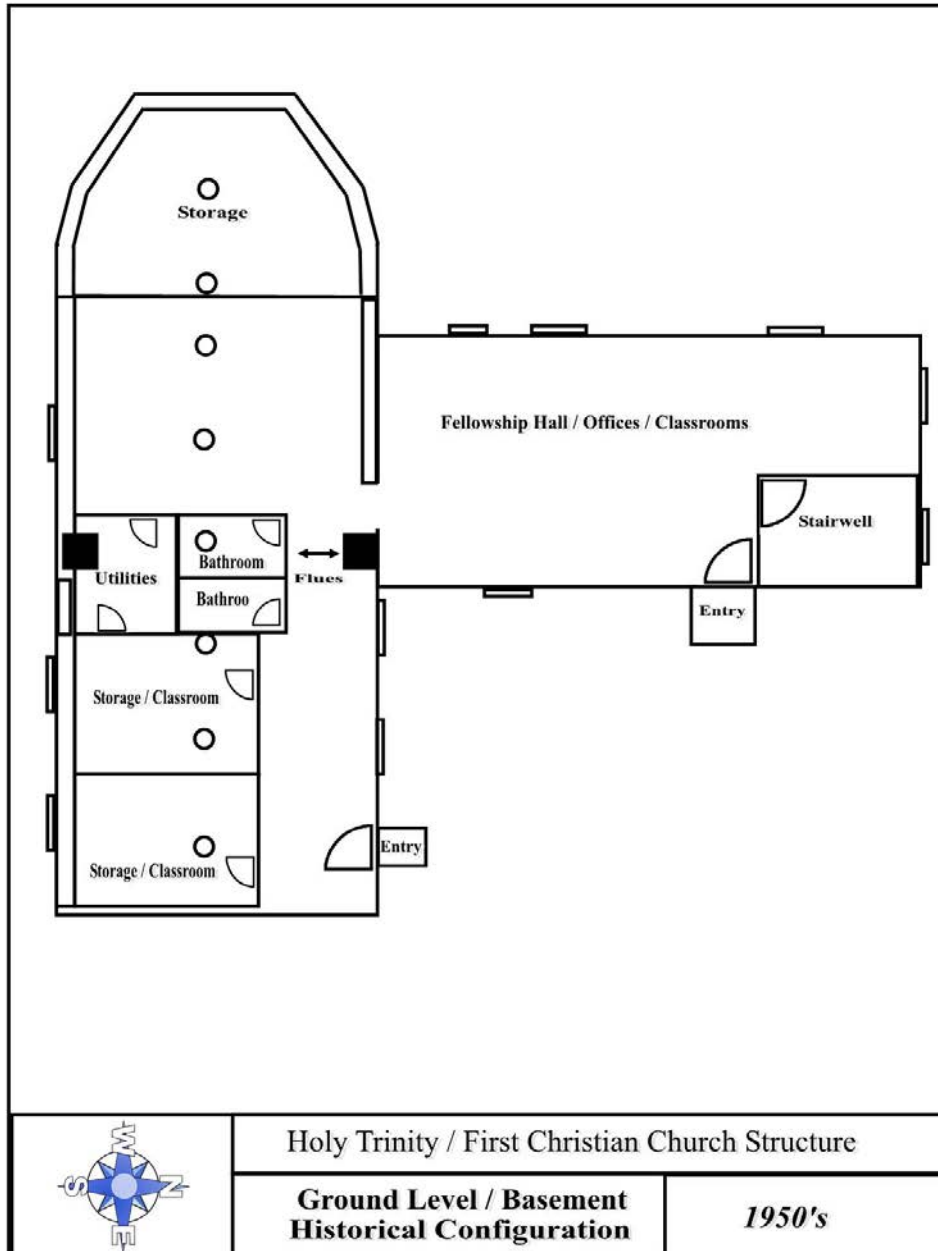 Storage
Fellowship Hall / Offices / Classrooms
Stairwell
Bathroom
Flues
Utilities
Bathroo
Entry
Storage / Classroom
Entry
Storage / Classroom
W
S N
E
Holy Trinity / First Christian Church Structure
Ground Level / Basement
Historical Configuration
1950's